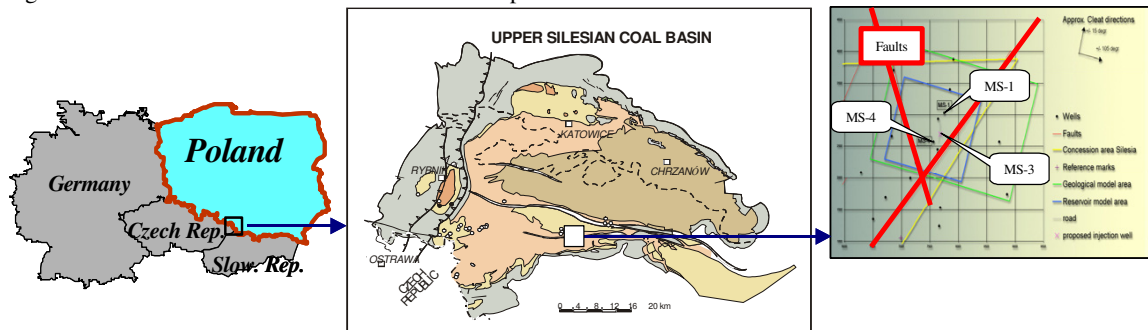 Poland
Germany
Czech Rep.
Slow. Rep.
UPPER SILESIAN COAL BASIN
KATOWICE
RYBNIK
CHRZANÓW
OSTRAWA
CZECH
REPUBLIC
0 4 8 12 16 20 km
Faults
MS-1
MS-4
MS-3
Approx. Cleat directions
Wells
Faults
Concession area Silesia
Reference marks
Geological model area
Reservoir model area
road
proposed injection well